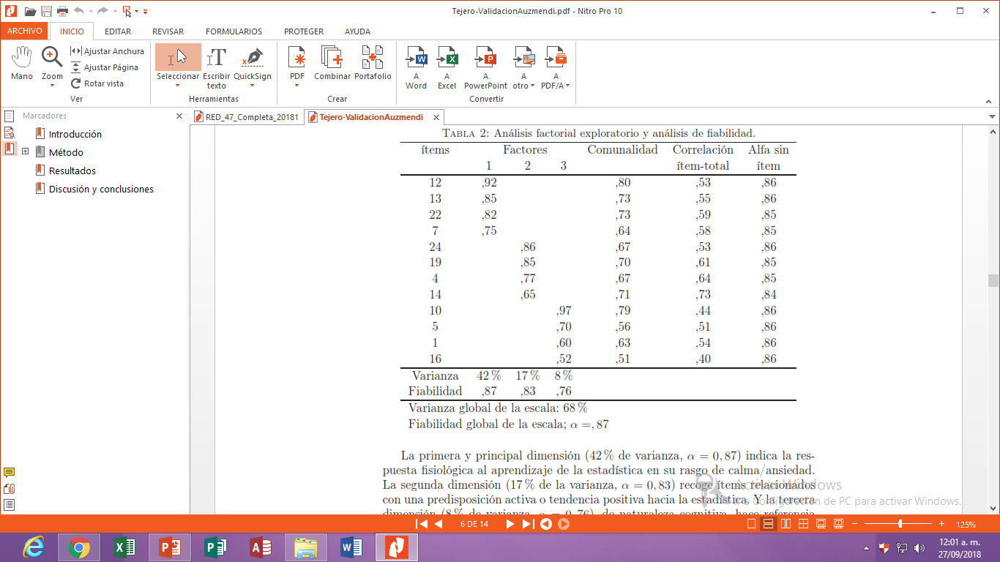 Tejero-ValidacionAuzmendi.pdf - Nitro Pro 10
ARCHIVO INICIO EDITAR REVISAR FORMULARIOS PROTEGER AYUDA
Mano Zoom Ajustar Anchura
Ajustar Página
Rotar vista
Seleccionar Escribir texto QuickSign
PDF Combinar Portafolio
A Word A Excel A PowerPoint A otro A PDF/A
Ver Herramientas Crear Convertir
Marcadores
Introducción
Método
Resultados
Discusión y conclusiones
RED_47_Completa_20181 Tejero-ValidacionAuzmendi
Tabla 2: Análisis factorial exploratorio y análisis de fiabilidad.
ítems Factores Comunalidad Correlación Alfa sin
1 2 3 ítem-total ítem
12 ,92 ,80 ,53 ,86
13 ,85 ,73 ,55 ,86
22 ,82 ,73 ,59 ,85
7 ,75 ,64 ,58 ,85
24 ,86 ,67 ,53 ,86
19 ,85 ,70 ,61 ,85
4 ,77 ,67 ,64 ,85
14 ,65 ,71 ,73 ,84
10 ,97 ,79 ,44 ,86
5 ,70 ,56 ,51 ,86
1 ,60 ,63 ,54 ,86
16 ,52 ,51 ,40 ,86
Varianza 42 % 17 % 8 %
Fiabilidad ,87 ,83 ,76
Varianza global de la escala: 68 %
Fiabilidad global de la escala; α =, 87
La primera y principal dimensión (42 % de varianza, α = 0, 87) indica la res-
puesta fisiológica al aprendizaje de la estadística en su rasgo de calma/ansiedad.
La segunda dimensión (17 % de la varianza, α = 0, 83) recoge ítems relacionados
con una predisposición activa o tendencia positiva hacia la estadística. Y la tercera
dimensión (8 % de varianza, α = 0, 76), de naturaleza cognitiva, hace referencia
Activar Windows
Configuración de PC para activar Windows.
6 DE 14
125%
12:01 a. m.
27/09/2018